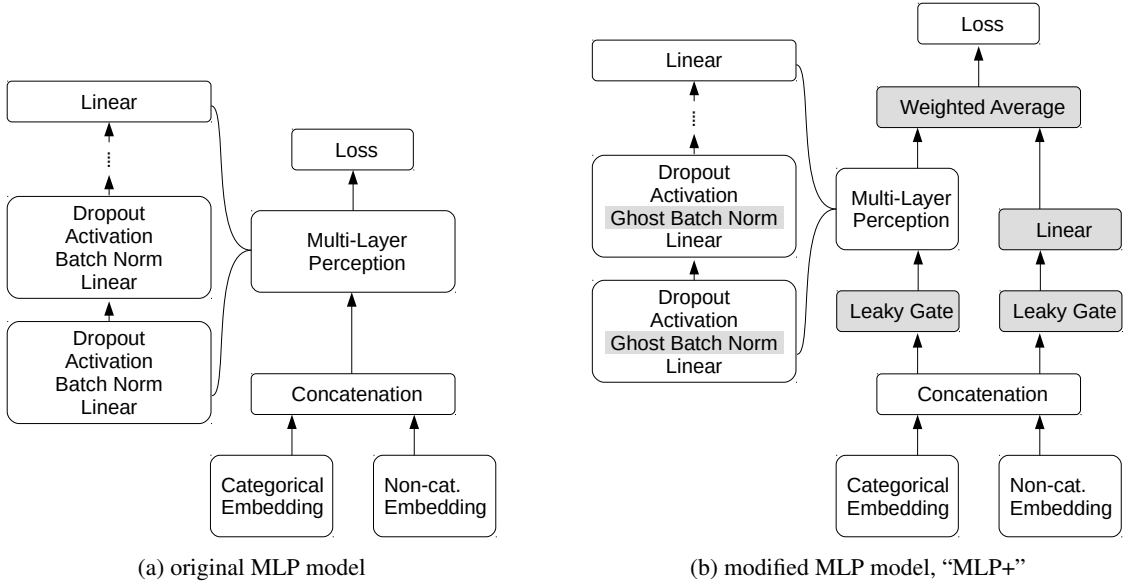 Linear
Dropout
Activation
Batch Norm
Linear
Dropout
Activation
Batch Norm
Linear
Loss
Multi-Layer
Perception
Concatenation
Categorical
Embedding
Non-cat.
Embedding
(a) original MLP model
Linear
Dropout
Activation
Ghost Batch Norm
Linear
Dropout
Activation
Ghost Batch Norm
Linear
Loss
Weighted Average
Multi-Layer
Perception
Linear
Leaky Gate
Leaky Gate
Concatenation
Categorical
Embedding
Non-cat.
Embedding
(b) modified MLP model, “MLP+”